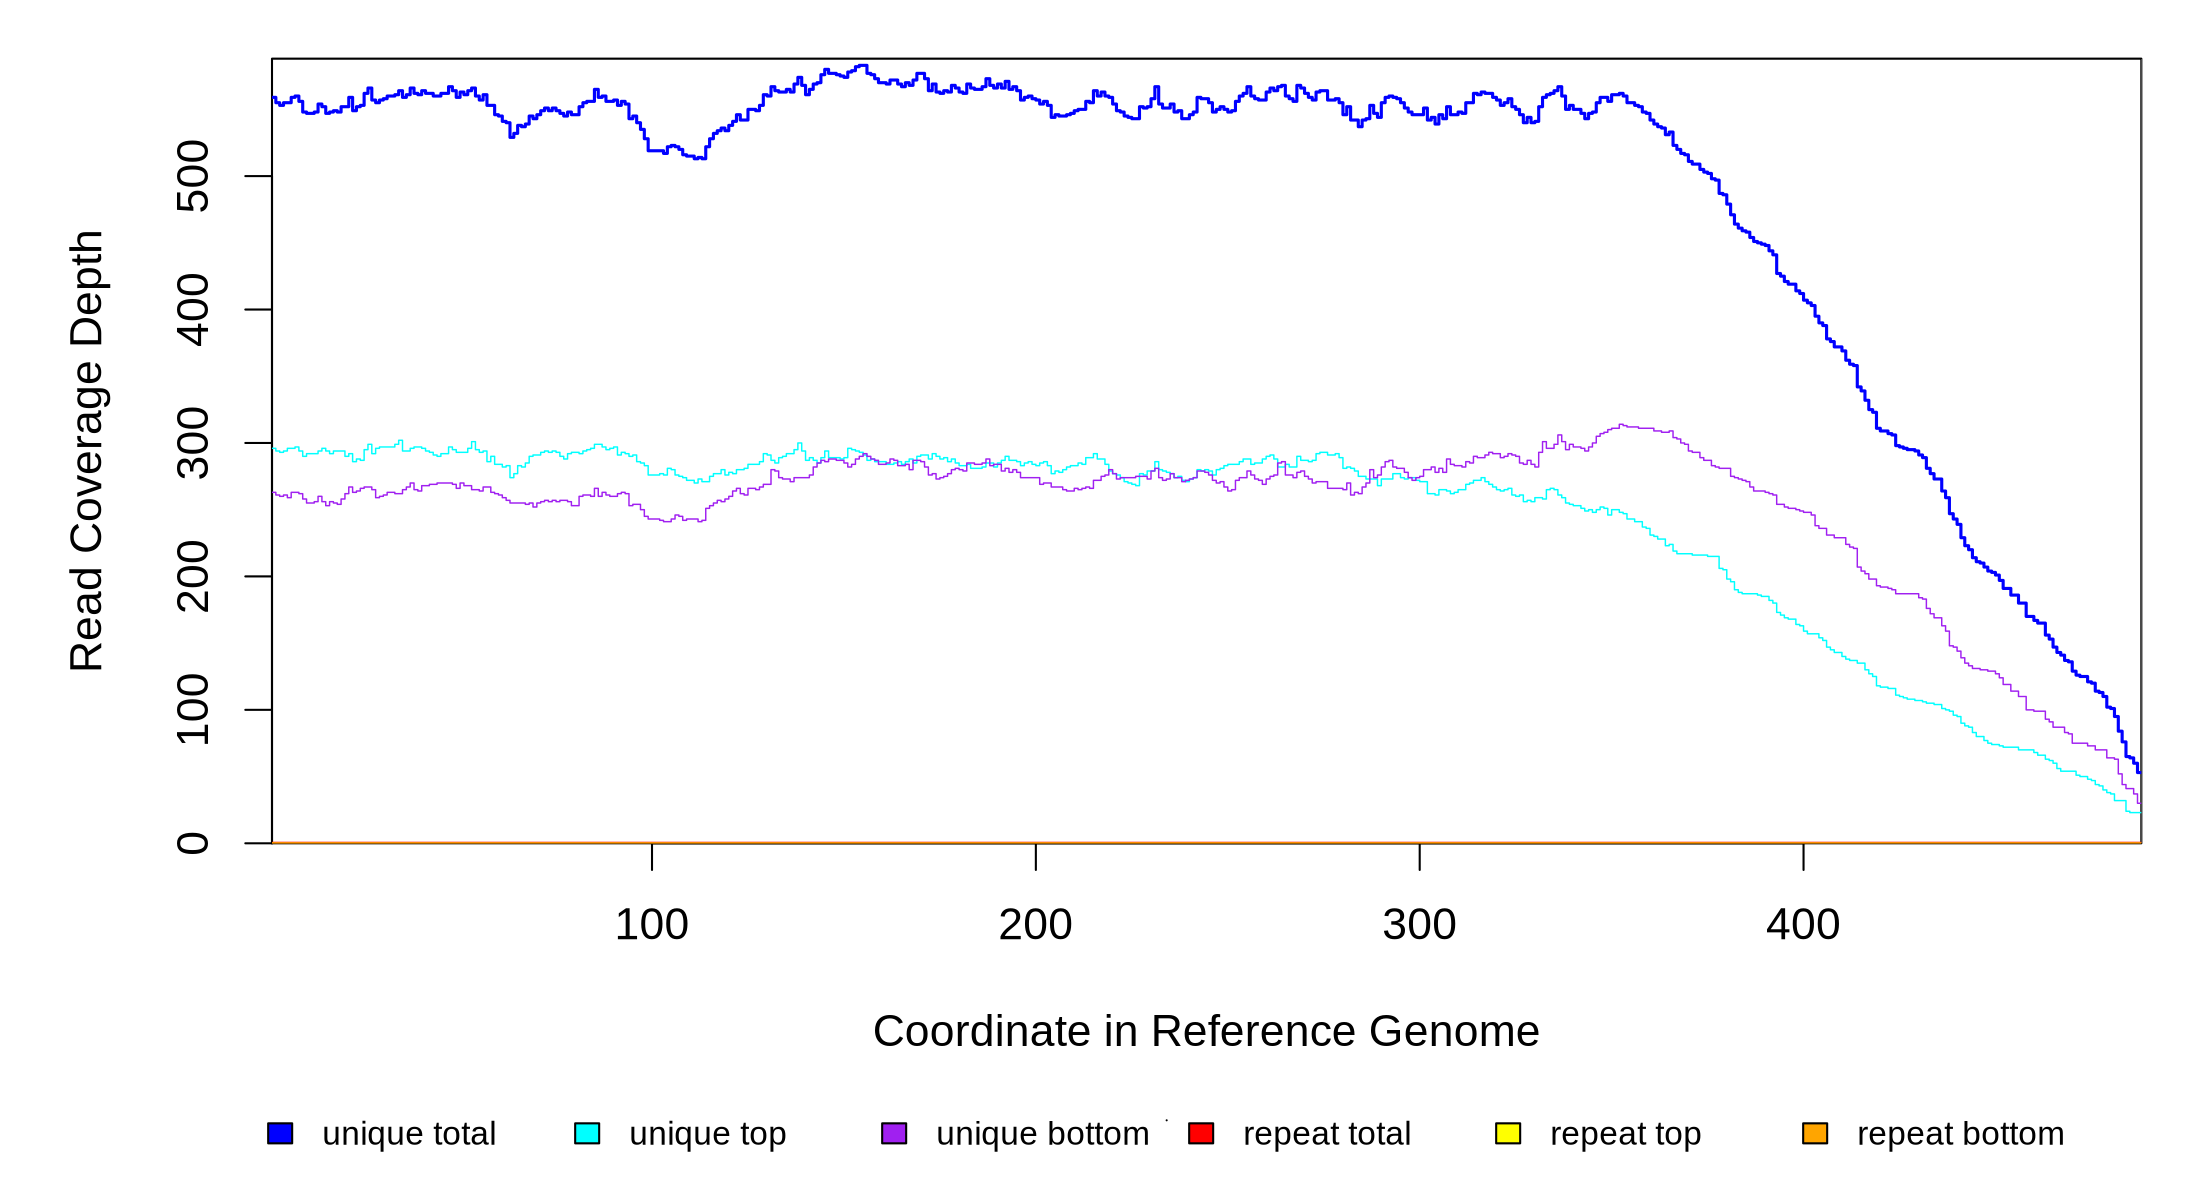 Read Coverage Depth
500
400
300
200
100
0
100 200 300 400
Coordinate in Reference Genome
unique total unique top unique bottom repeat total repeat top repeat bottom